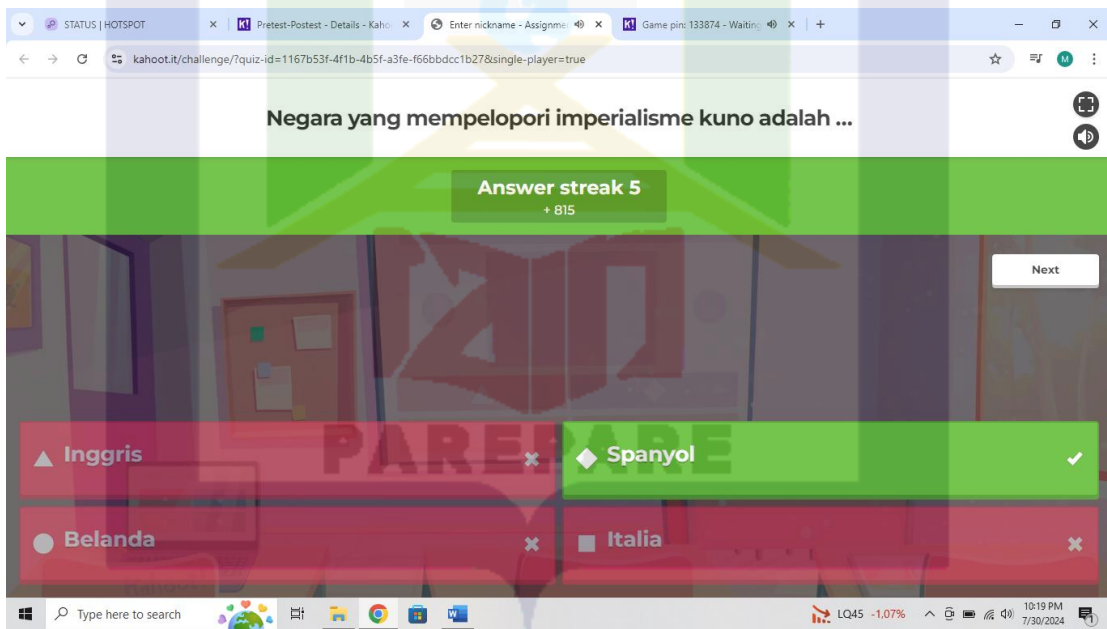 STATUS | HOTSPOT
Pretest-Postest - Details - Kaho
Enter nickname - Assignme
Game pin: 133874 - Waiting
kahoot.it/challenge/?quiz-id=1167b53f-4f1b-4b5f-a3fe-f66bbdcc1b27&single-player=true
M
Negara yang mempelopori imperialisme kuno adalah ...
Answer streak 5
+ 815
Next
Inggris
Spanyol
Belanda
Italia
PAREPARE
Type here to search
LQ45 -1,07%
10:19 PM
7/30/2024